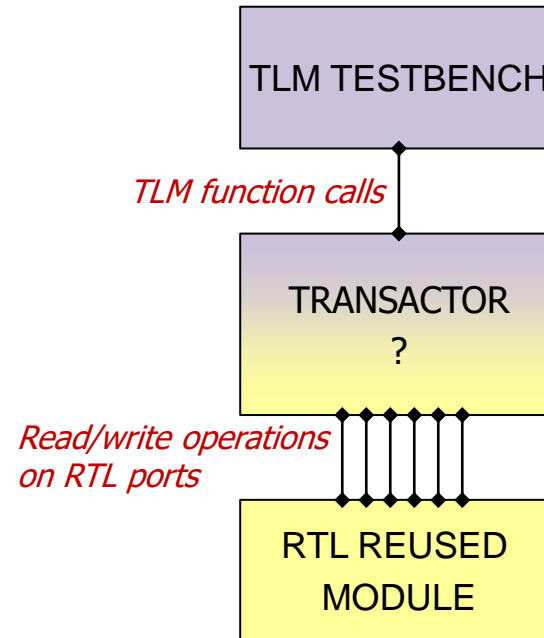 TLM TESTBENCH
TLM function calls
TRANSACTOR
?
Read/write operations
on RTL ports
RTL REUSED
MODULE